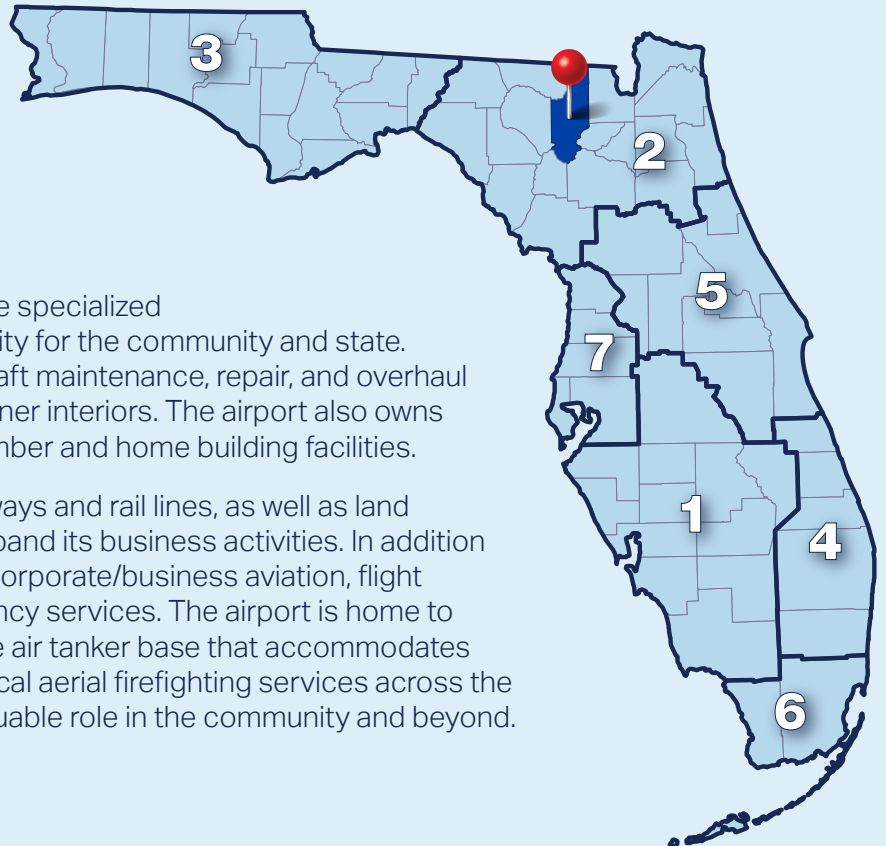 3
2
5
7
1
4
6
e specialized
ity for the community and state.
aft maintenance, repair, and overhaul
ner interiors. The airport also owns
mber and home building facilities.
ways and rail lines, as well as land
pand its business activities. In addition
corporate/business aviation, flight
ncy services. The airport is home to
e air tanker base that accommodates
cal aerial firefighting services across the
uable role in the community and beyond.